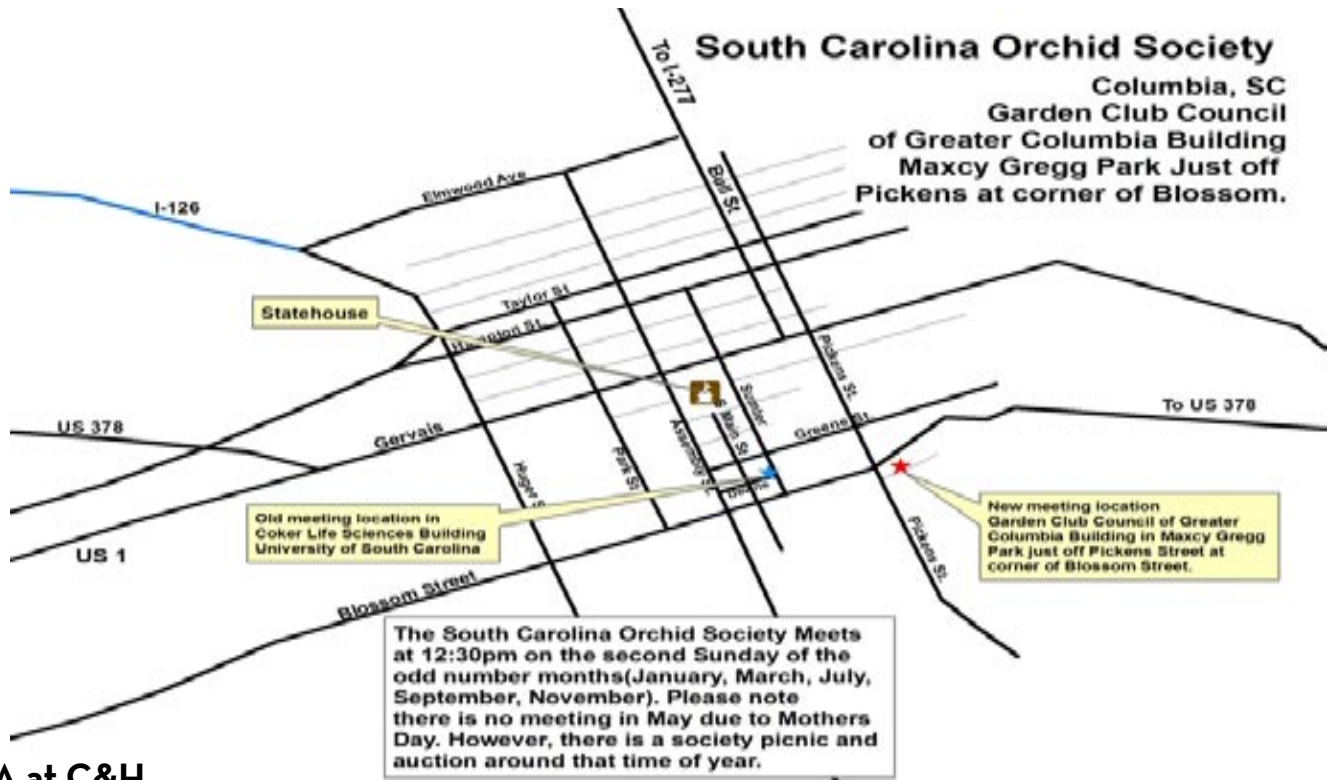 South Carolina Orchid Society
Columbia, SC
Garden Club Council
of Greater Columbia Building
Maxcy Gregg Park Just off
Pickens at corner of Blossom.
To I-277
Bull St.
Elmwood Ave
I-126
Taylor St
Statehouse
Hampton St.
Pickens St.
Sumter
S Main St
Greene St.
To US 378
US 378
Gervais
Assembly St.
Park St.
Huger S
Old meeting location in
Coker Life Sciences Building
University of South Carolina
New meeting location
Garden Club Council of Greater
Columbia Building in Maxcy Gregg
Park just off Pickens Street at
corner of Blossom Street.
US 1
Pickens St.
Blossom Street
The South Carolina Orchid Society Meets
at 12:30pm on the second Sunday of the
odd number months(January, March, July,
September, November). Please note
there is no meeting in May due to Mothers
Day. However, there is a society picnic and
auction around that time of year.
at C&H